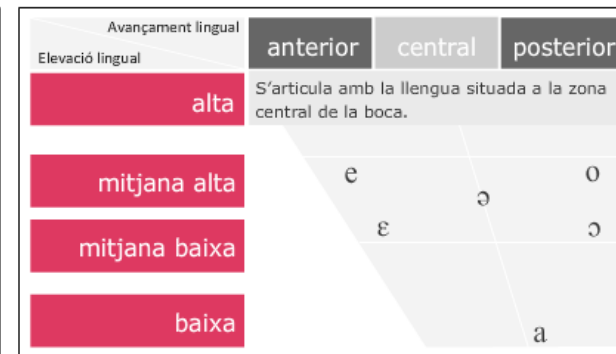 Avançament lingual
Elevació lingual
anterior central posterior
alta
S'articula amb la llengua situada a la zona
central de la boca.
mitjana alta
e o
ə
mitjana baixa
ɛ ɔ
baixa
a